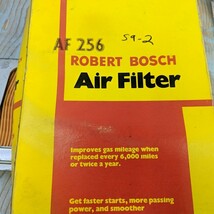 AF 256
59-2
ROBERT BOSCH
Air Filter
Improves gas mileage when
replaced every 6,000 miles
or twice a year.
Get faster starts, more passing
power, and smoother